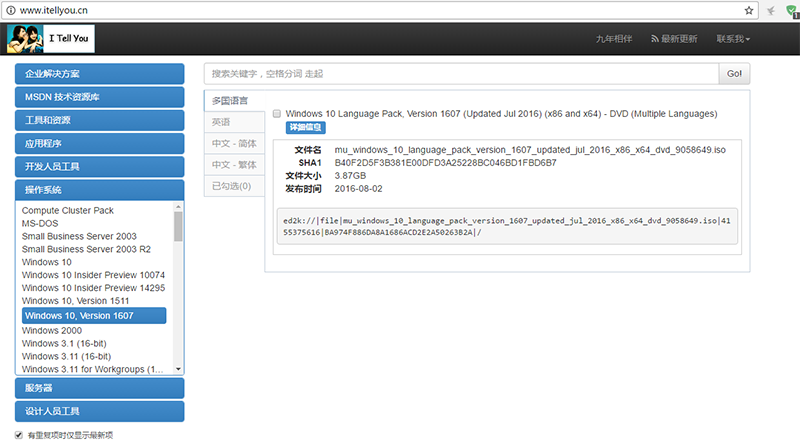 www.itellyou.cn
1
I Tell You
九年相伴
最新更新
联系我
企业解决方案
MSDN 技术资源库
工具和资源
应用程序
开发人员工具
操作系统
Compute Cluster Pack
MS-DOS
Small Business Server 2003
Small Business Server 2003 R2
Windows 10
Windows 10 Insider Preview 10074
Windows 10 Insider Preview 14295
Windows 10, Version 1511
Windows 10, Version 1607
Windows 2000
Windows 3.1 (16-bit)
Windows 3.11 (16-bit)
Windows 3.11 for Workgroups (1...
服务器
设计人员工具
有重复项时仅显示最新项
搜索关键字，空格分词 走起
Go!
多国语言
英语
中文 - 简体
中文 - 繁体
已勾选(0)
Windows 10 Language Pack, Version 1607 (Updated Jul 2016) (x86 and x64) - DVD (Multiple Languages)
详细信息
文件名 mu_windows_10_language_pack_version_1607_updated_jul_2016_x86_x64_dvd_9058649.iso
SHA1 B40F2D5F3B381E00DFD3A25228BC046BD1FBD6B7
文件大小 3.87GB
发布时间 2016-08-02
ed2k://|file|mu_windows_10_language_pack_version_1607_updated_jul_2016_x86_x64_dvd_9058649.iso|41
55375616|BA974F886DA8A1686ACD2E2A50263B2A|/